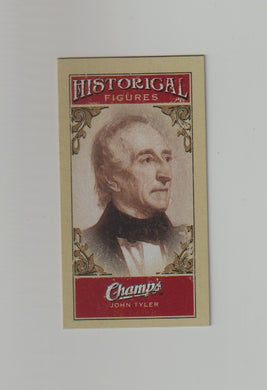 HISTORICAL
FIGURES
Champ's
JOHN TYLER